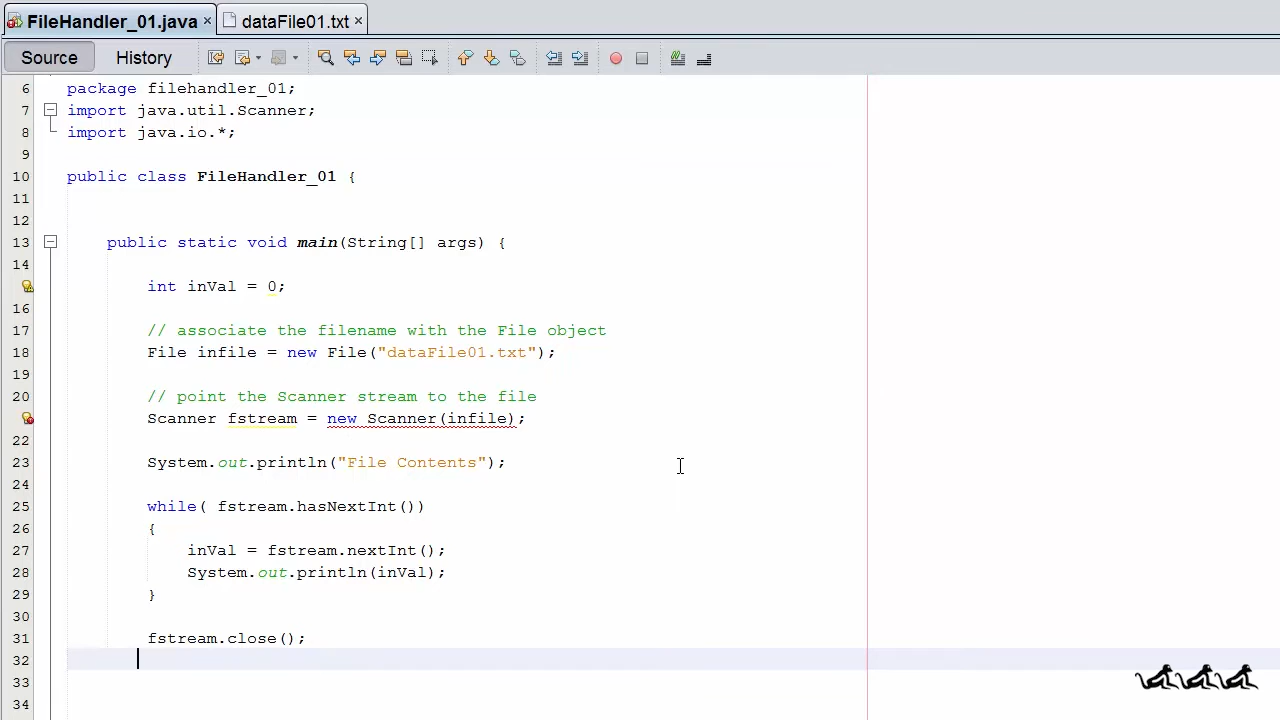 FileHandler_01.java × dataFile01.txt ×
Source History
6 package filehandler_01;
7 import java.util.Scanner;
8 import java.io.*;
9
10 public class FileHandler_01 {
11
12
13 public static void main(String[] args) {
14
int inVal = 0;
16
17 // associate the filename with the File object
18 File infile = new File("dataFile01.txt");
19
20 // point the Scanner stream to the file
Scanner fstream = new Scanner(infile);
22
23 System.out.println("File Contents");
24
25 while( fstream.hasNextInt())
26 {
27 inVal = fstream.nextInt();
28 System.out.println(inVal);
29 }
30
31 fstream.close();
32
33
34